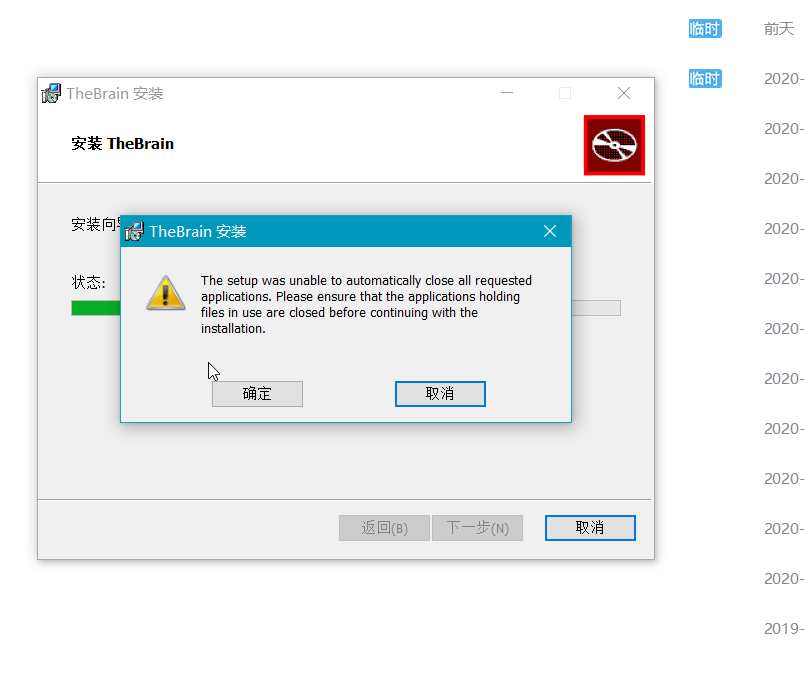 临时 前天
临时 2020-
TheBrain 安装
2020-
安装 TheBrain
2020-
安装向
2020-
TheBrain 安装
状态:
2020-
The setup was unable to automatically close all requested
applications. Please ensure that the applications holding
files in use are closed before continuing with the
installation.
2020-
2020-
确定 取消
2020-
2020-
返回(B) 下一步(N) 取消
2020-
2020-
2019-